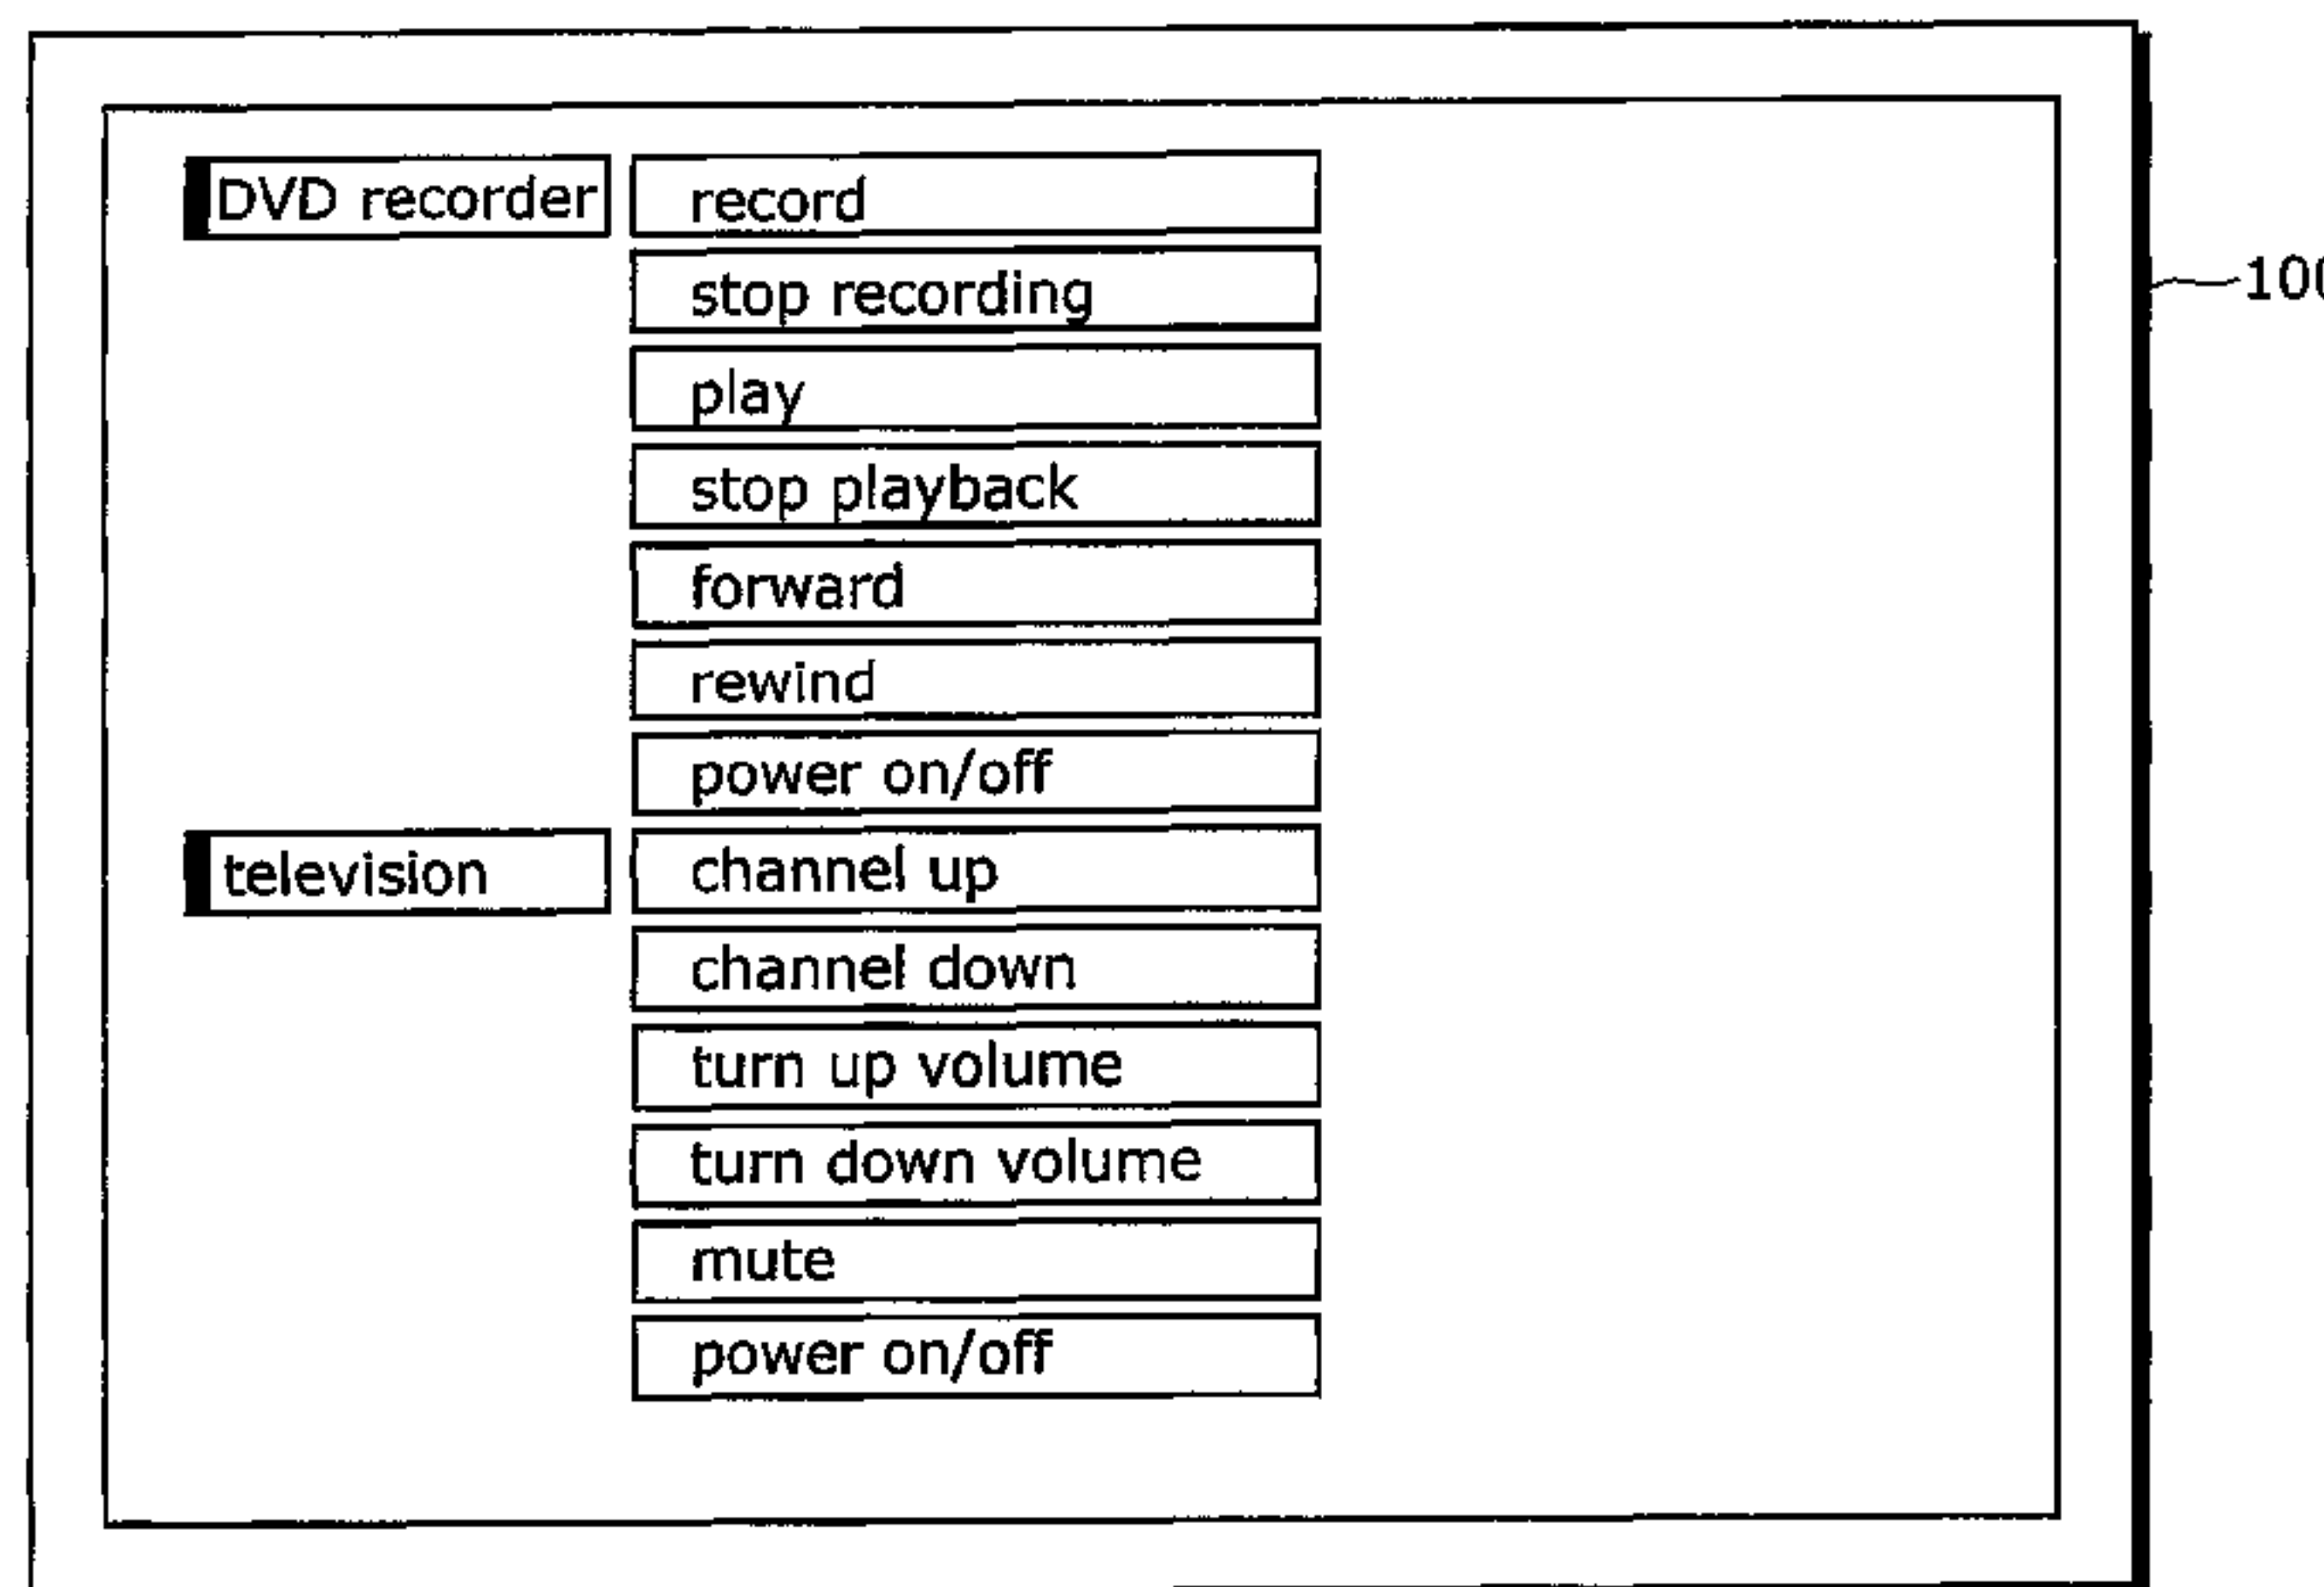 DVD recorder record
stop recording
play
stop playback
forward
rewind
power on/off
television channel up
channel down
turn up volume
turn down volume
mute
power on/off